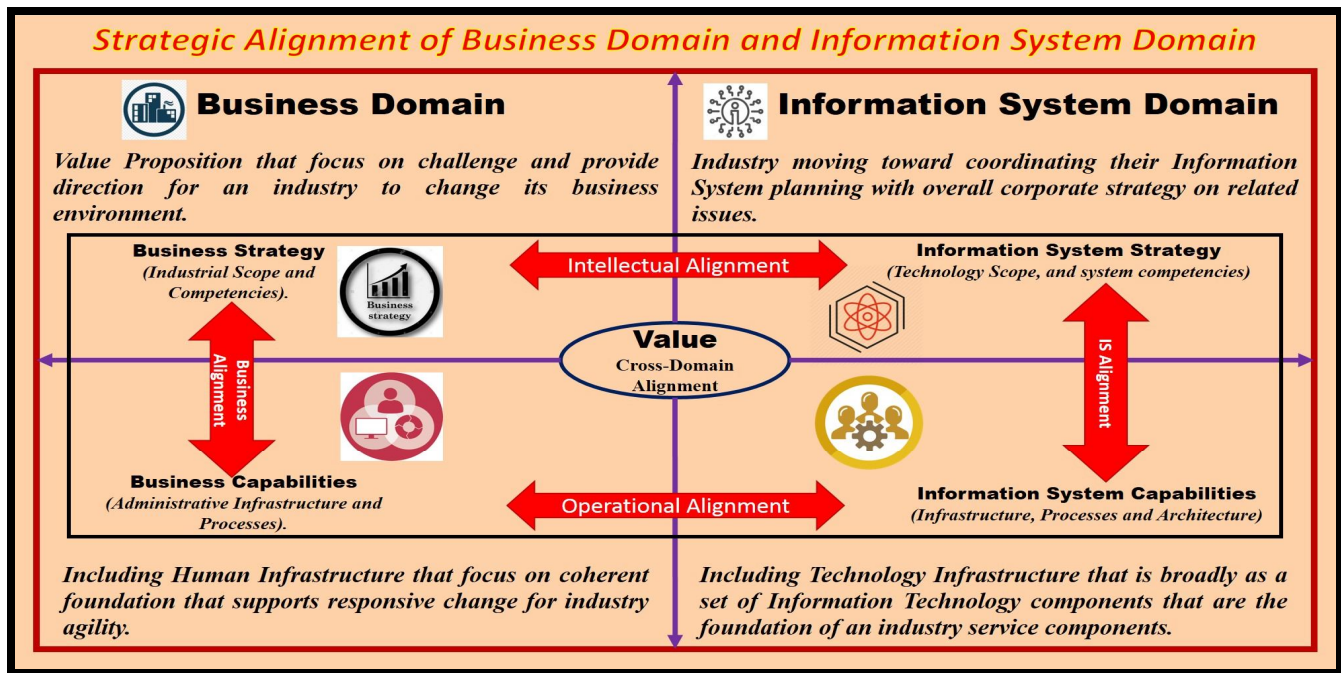 Strategic Alignment of Business Domain and Information System Domain
Business Domain
Value Proposition that focus on challenge and provide
direction for an industry to change its business
environment.
Information System Domain
Industry moving toward coordinating their Information
System planning with overall corporate strategy on related
issues.
Business Strategy
(Industrial Scope and
Competencies).
Business
strategy
Intellectual Alignment
Information System Strategy
(Technology Scope, and system competencies)
Business
Alignment
Value
Cross-Domain
Alignment
IS Alignment
Business Capabilities
(Administrative Infrastructure and
Processes).
Operational Alignment
Information System Capabilities
(Infrastructure, Processes and Architecture)
Including Human Infrastructure that focus on coherent
foundation that supports responsive change for industry
agility.
Including Technology Infrastructure that is broadly as a
set of Information Technology components that are the
foundation of an industry service components.